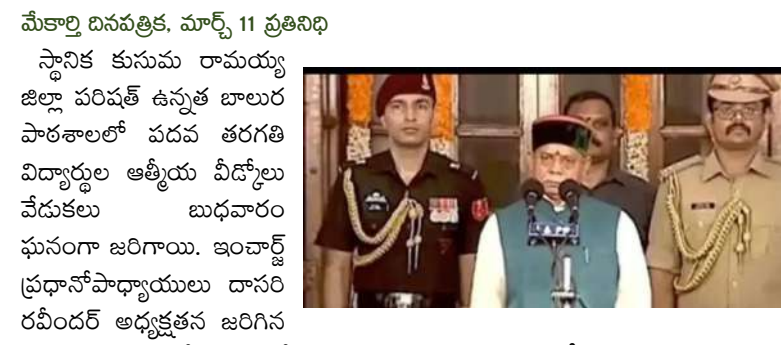 మేకార్తి దినపత్రిక, మార్చ్ 11 ప్రతినిధి
స్థానిక కుసుమ రామయ్య
జిల్లా పరిషత్ ఉన్నత బాలుర
పాఠశాలలో పదవ తరగతి
విద్యార్థుల ఆత్మీయ వీడ్కోలు
వేడుకలు బుధవారం
ఘనంగా జరిగాయి. ఇంచార్జ్
ప్రధానోపాధ్యాయులు దాసరి
రవీందర్ అధ్యక్షతన జరిగిన